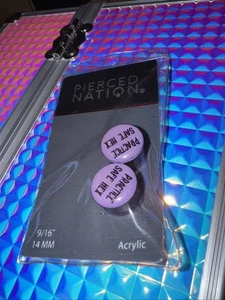 PIERCED
NATION®
PRACTICE
SAFE HEX
PRACTICE
SAFE HEX
9/16"
14 MM
Acrylic